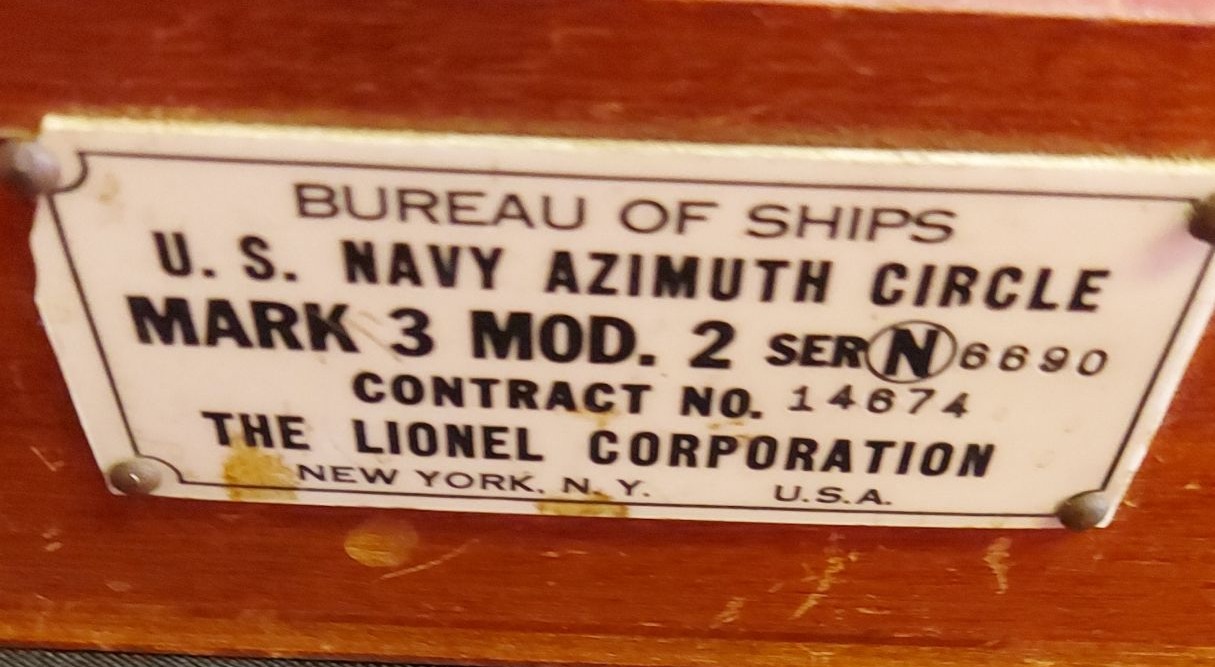 BUREAU OF SHIPS
U. S. NAVY AZIMUTH CIRCLE
MARK 3 MOD. 2 SER N 6690
CONTRACT NO. 14674
THE LIONEL CORPORATION
NEW YORK, N. Y. U.S.A.